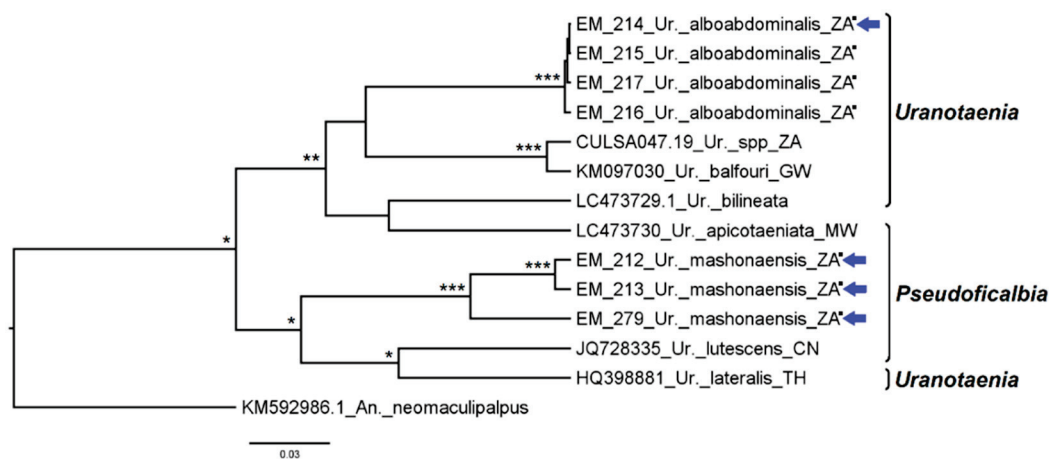 EM_214_Ur._alboabdominalis_ZA▪
EM_215_Ur._alboabdominalis_ZA▪
***
EM_217_Ur._alboabdominalis_ZA▪
EM_216_Ur._alboabdominalis_ZA▪
Uranotaenia
***
CULSA047.19_Ur._spp_ZA
**
KM097030_Ur._balfouri_GW
LC473729.1_Ur._bilineata
LC473730_Ur._apicotaeniata_MW
*
***
EM_212_Ur._mashonaensis_ZA▪
***
EM_213_Ur._mashonaensis_ZA▪
Pseudoficalbia
*
EM_279_Ur._mashonaensis_ZA▪
*
JQ728335_Ur._lutescens_CN
HQ398881_Ur._lateralis_TH
Uranotaenia
KM592986.1_An._neomaculipalpus
0.03